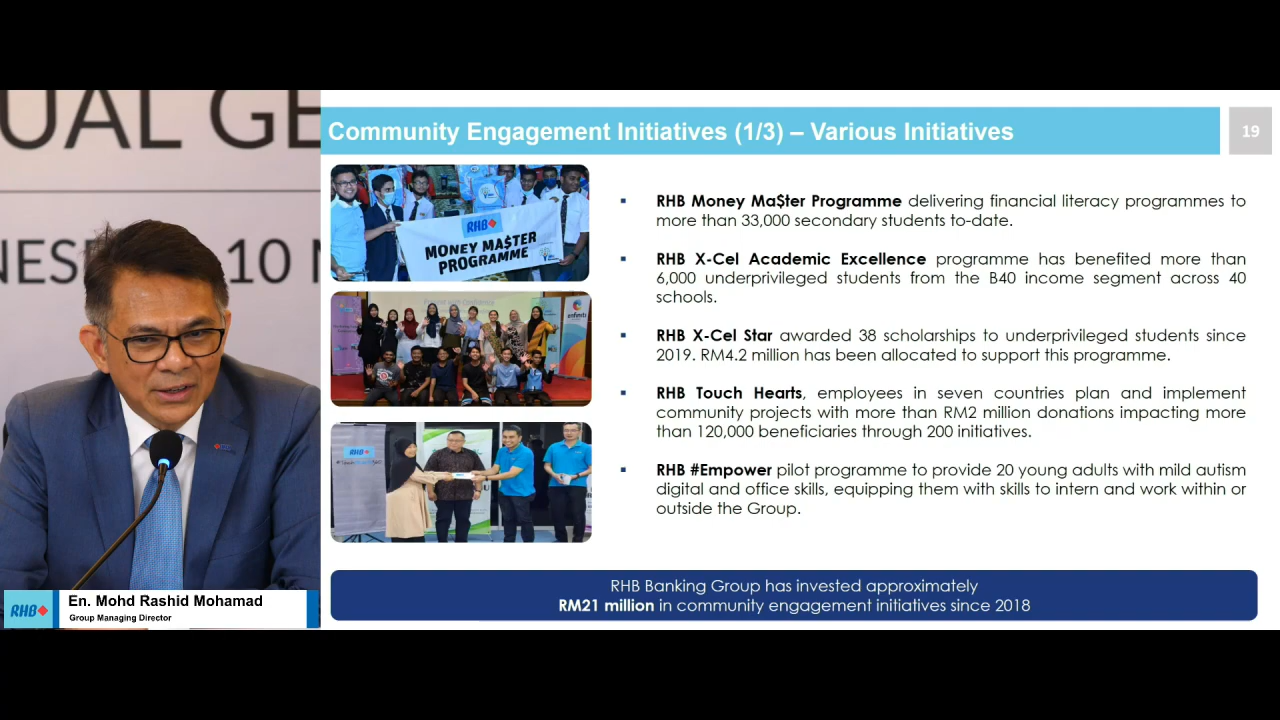 UAL GE
NES
10
Community Engagement Initiatives (1/3) – Various Initiatives
19
RHB
MONEY MA$TER
PROGRAMME
RHB
▪ RHB Money Ma$ter Programme delivering financial literacy programmes to
more than 33,000 secondary students to-date.
▪ RHB X-Cel Academic Excellence programme has benefited more than
6,000 underprivileged students from the B40 income segment across 40
schools.
▪ RHB X-Cel Star awarded 38 scholarships to underprivileged students since
2019. RM4.2 million has been allocated to support this programme.
▪ RHB Touch Hearts, employees in seven countries plan and implement
community projects with more than RM2 million donations impacting more
than 120,000 beneficiaries through 200 initiatives.
▪ RHB #Empower pilot programme to provide 20 young adults with mild autism
digital and office skills, equipping them with skills to intern and work within or
outside the Group.
RHB Banking Group has invested approximately
RM21 million in community engagement initiatives since 2018
RHB
En. Mohd Rashid Mohamad
Group Managing Director